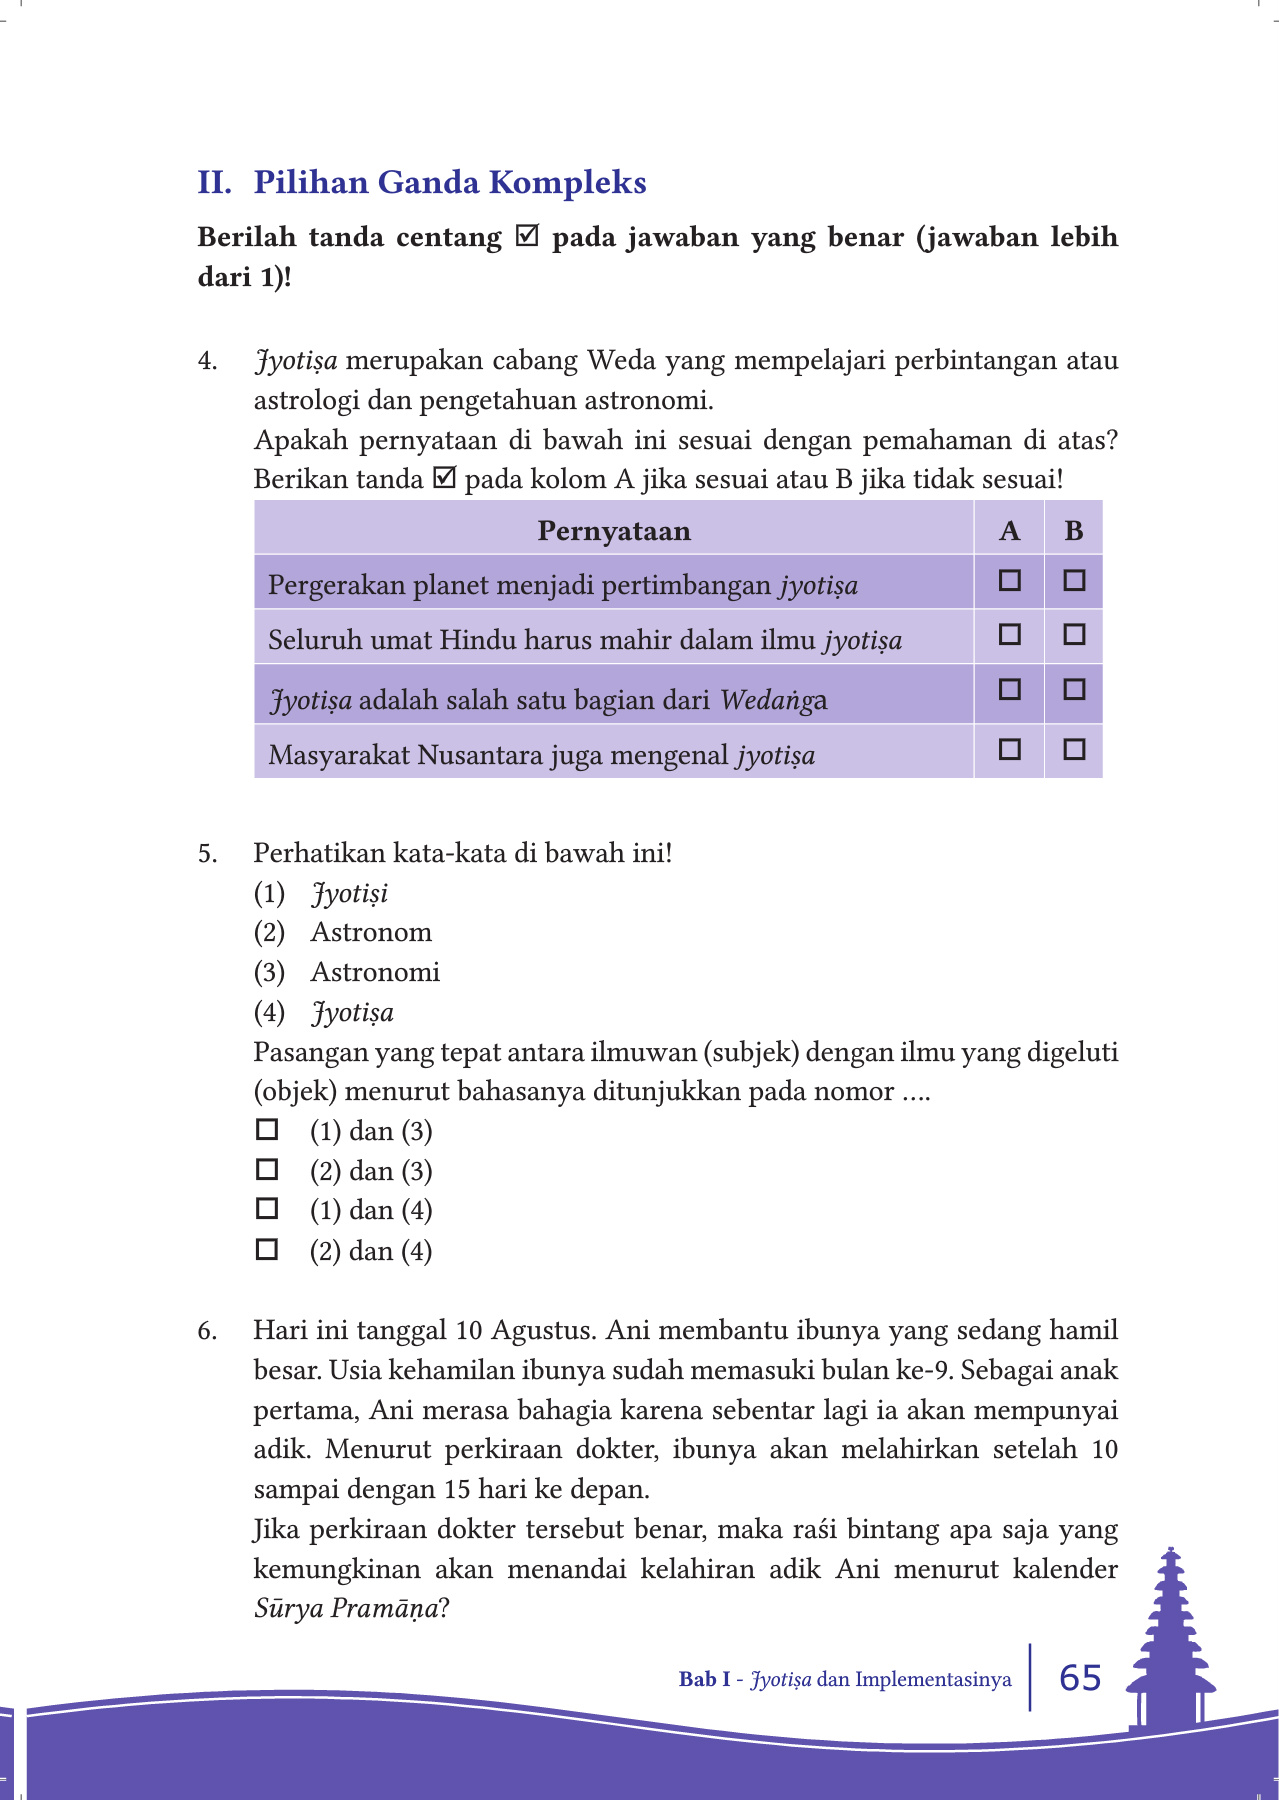 II. Pilihan Ganda Kompleks
Berilah tanda centang ☑ pada jawaban yang benar (jawaban lebih
dari 1)!
4. Jyotiṣa merupakan cabang Weda yang mempelajari perbintangan atau
astrologi dan pengetahuan astronomi.
Apakah pernyataan di bawah ini sesuai dengan pemahaman di atas?
Berikan tanda ☑ pada kolom A jika sesuai atau B jika tidak sesuai!
Pernyataan A B
Pergerakan planet menjadi pertimbangan jyotiṣa ☐ ☐
Seluruh umat Hindu harus mahir dalam ilmu jyotiṣa ☐ ☐
Jyotiṣa adalah salah satu bagian dari Wedaṅga ☐ ☐
Masyarakat Nusantara juga mengenal jyotiṣa ☐ ☐
5. Perhatikan kata-kata di bawah ini!
(1) Jyotiṣi
(2) Astronom
(3) Astronomi
(4) Jyotiṣa
Pasangan yang tepat antara ilmuwan (subjek) dengan ilmu yang digeluti
(objek) menurut bahasanya ditunjukkan pada nomor ....
☐ (1) dan (3)
☐ (2) dan (3)
☐ (1) dan (4)
☐ (2) dan (4)
6. Hari ini tanggal 10 Agustus. Ani membantu ibunya yang sedang hamil
besar. Usia kehamilan ibunya sudah memasuki bulan ke-9. Sebagai anak
pertama, Ani merasa bahagia karena sebentar lagi ia akan mempunyai
adik. Menurut perkiraan dokter, ibunya akan melahirkan setelah 10
sampai dengan 15 hari ke depan.
Jika perkiraan dokter tersebut benar, maka raśi bintang apa saja yang
kemungkinan akan menandai kelahiran adik Ani menurut kalender
Sūrya Pramāṇa?
Bab I - Jyotiṣa dan Implementasinya 65